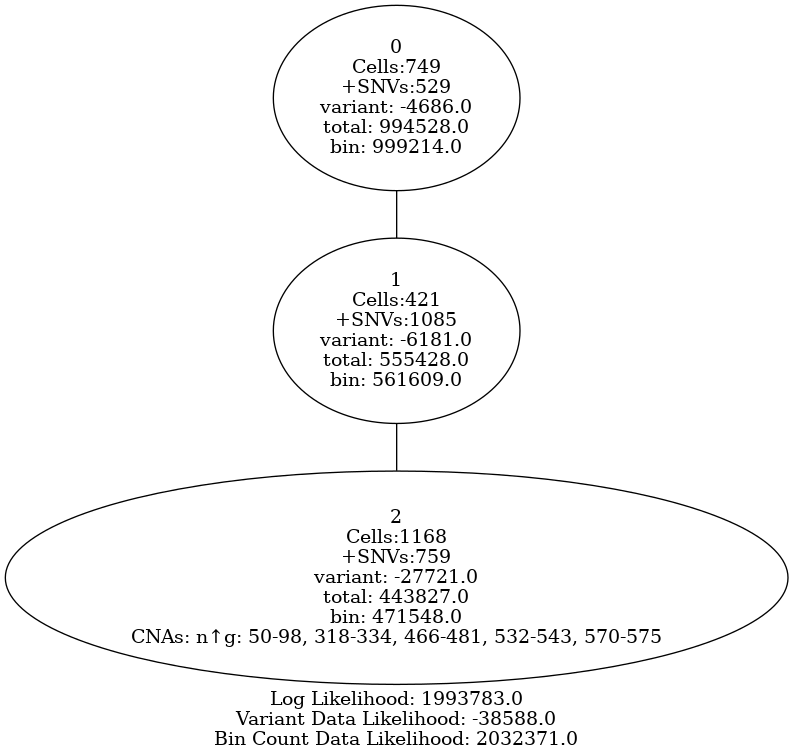 0
Cells:749
+SNVs:529
variant: -4686.0
total: 994528.0
bin: 999214.0
1
Cells:421
+SNVs:1085
variant: -6181.0
total: 555428.0
bin: 561609.0
2
Cells:1168
+SNVs:759
variant: -27721.0
total: 443827.0
bin: 471548.0
CNAs: n↑g: 50-98, 318-334, 466-481, 532-543, 570-575
Log Likelihood: 1993783.0
Variant Data Likelihood: -38588.0
Bin Count Data Likelihood: 2032371.0